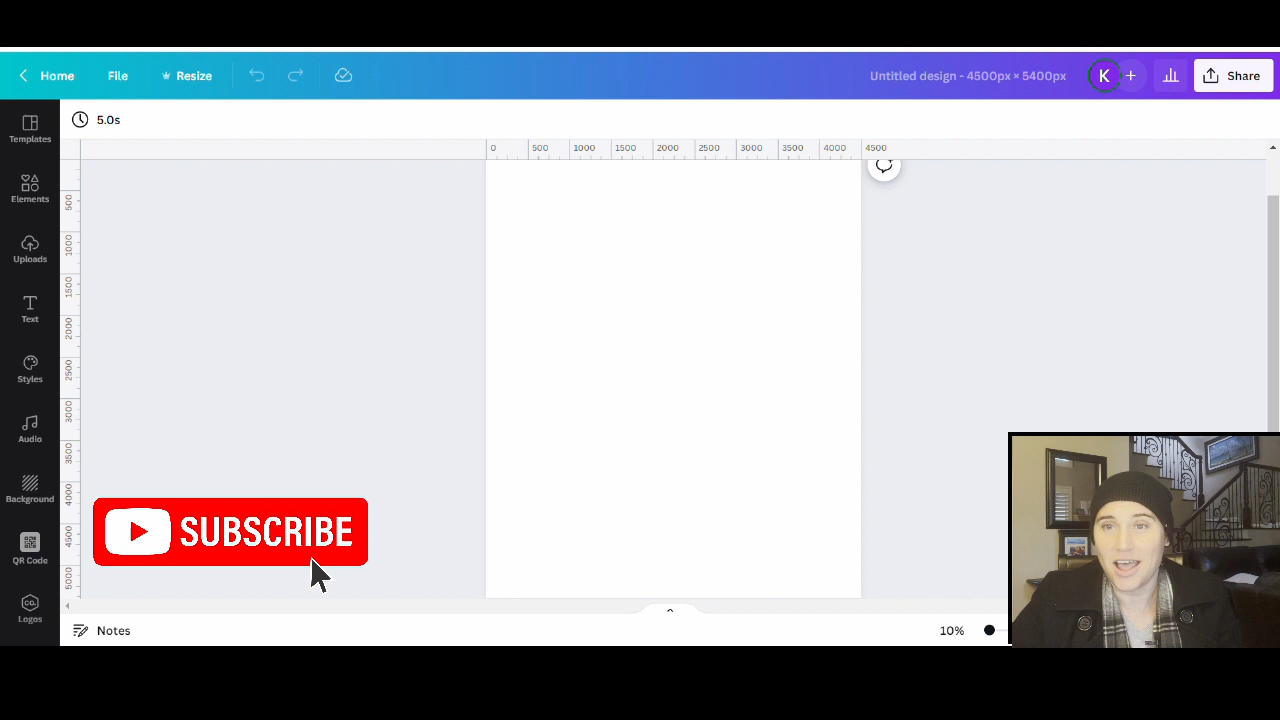 Home File Resize Untitled design - 4500px × 5400px K + Share
5.0s
0 500 1000 1500 2000 2500 3000 3500 4000 4500
Templates
Elements
Uploads
Text
Styles
Audio
Background
QR Code
CO.
Logos
500
1000
1500
2000
2500
3000
3500
4000
4500
5000
SUBSCRIBE
Notes 10%